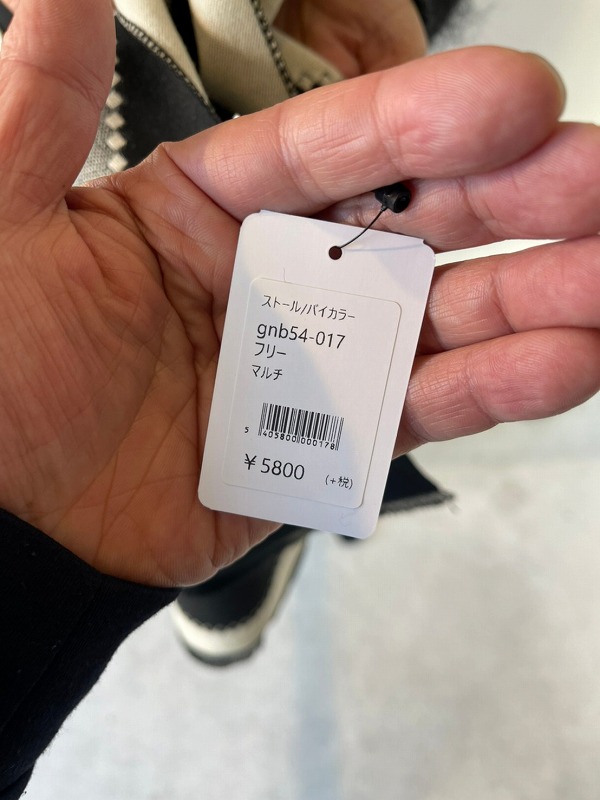 ストール/バイカラー
gnb54-017
フリー
マルチ
5 405800 000178
￥5800 (+税)